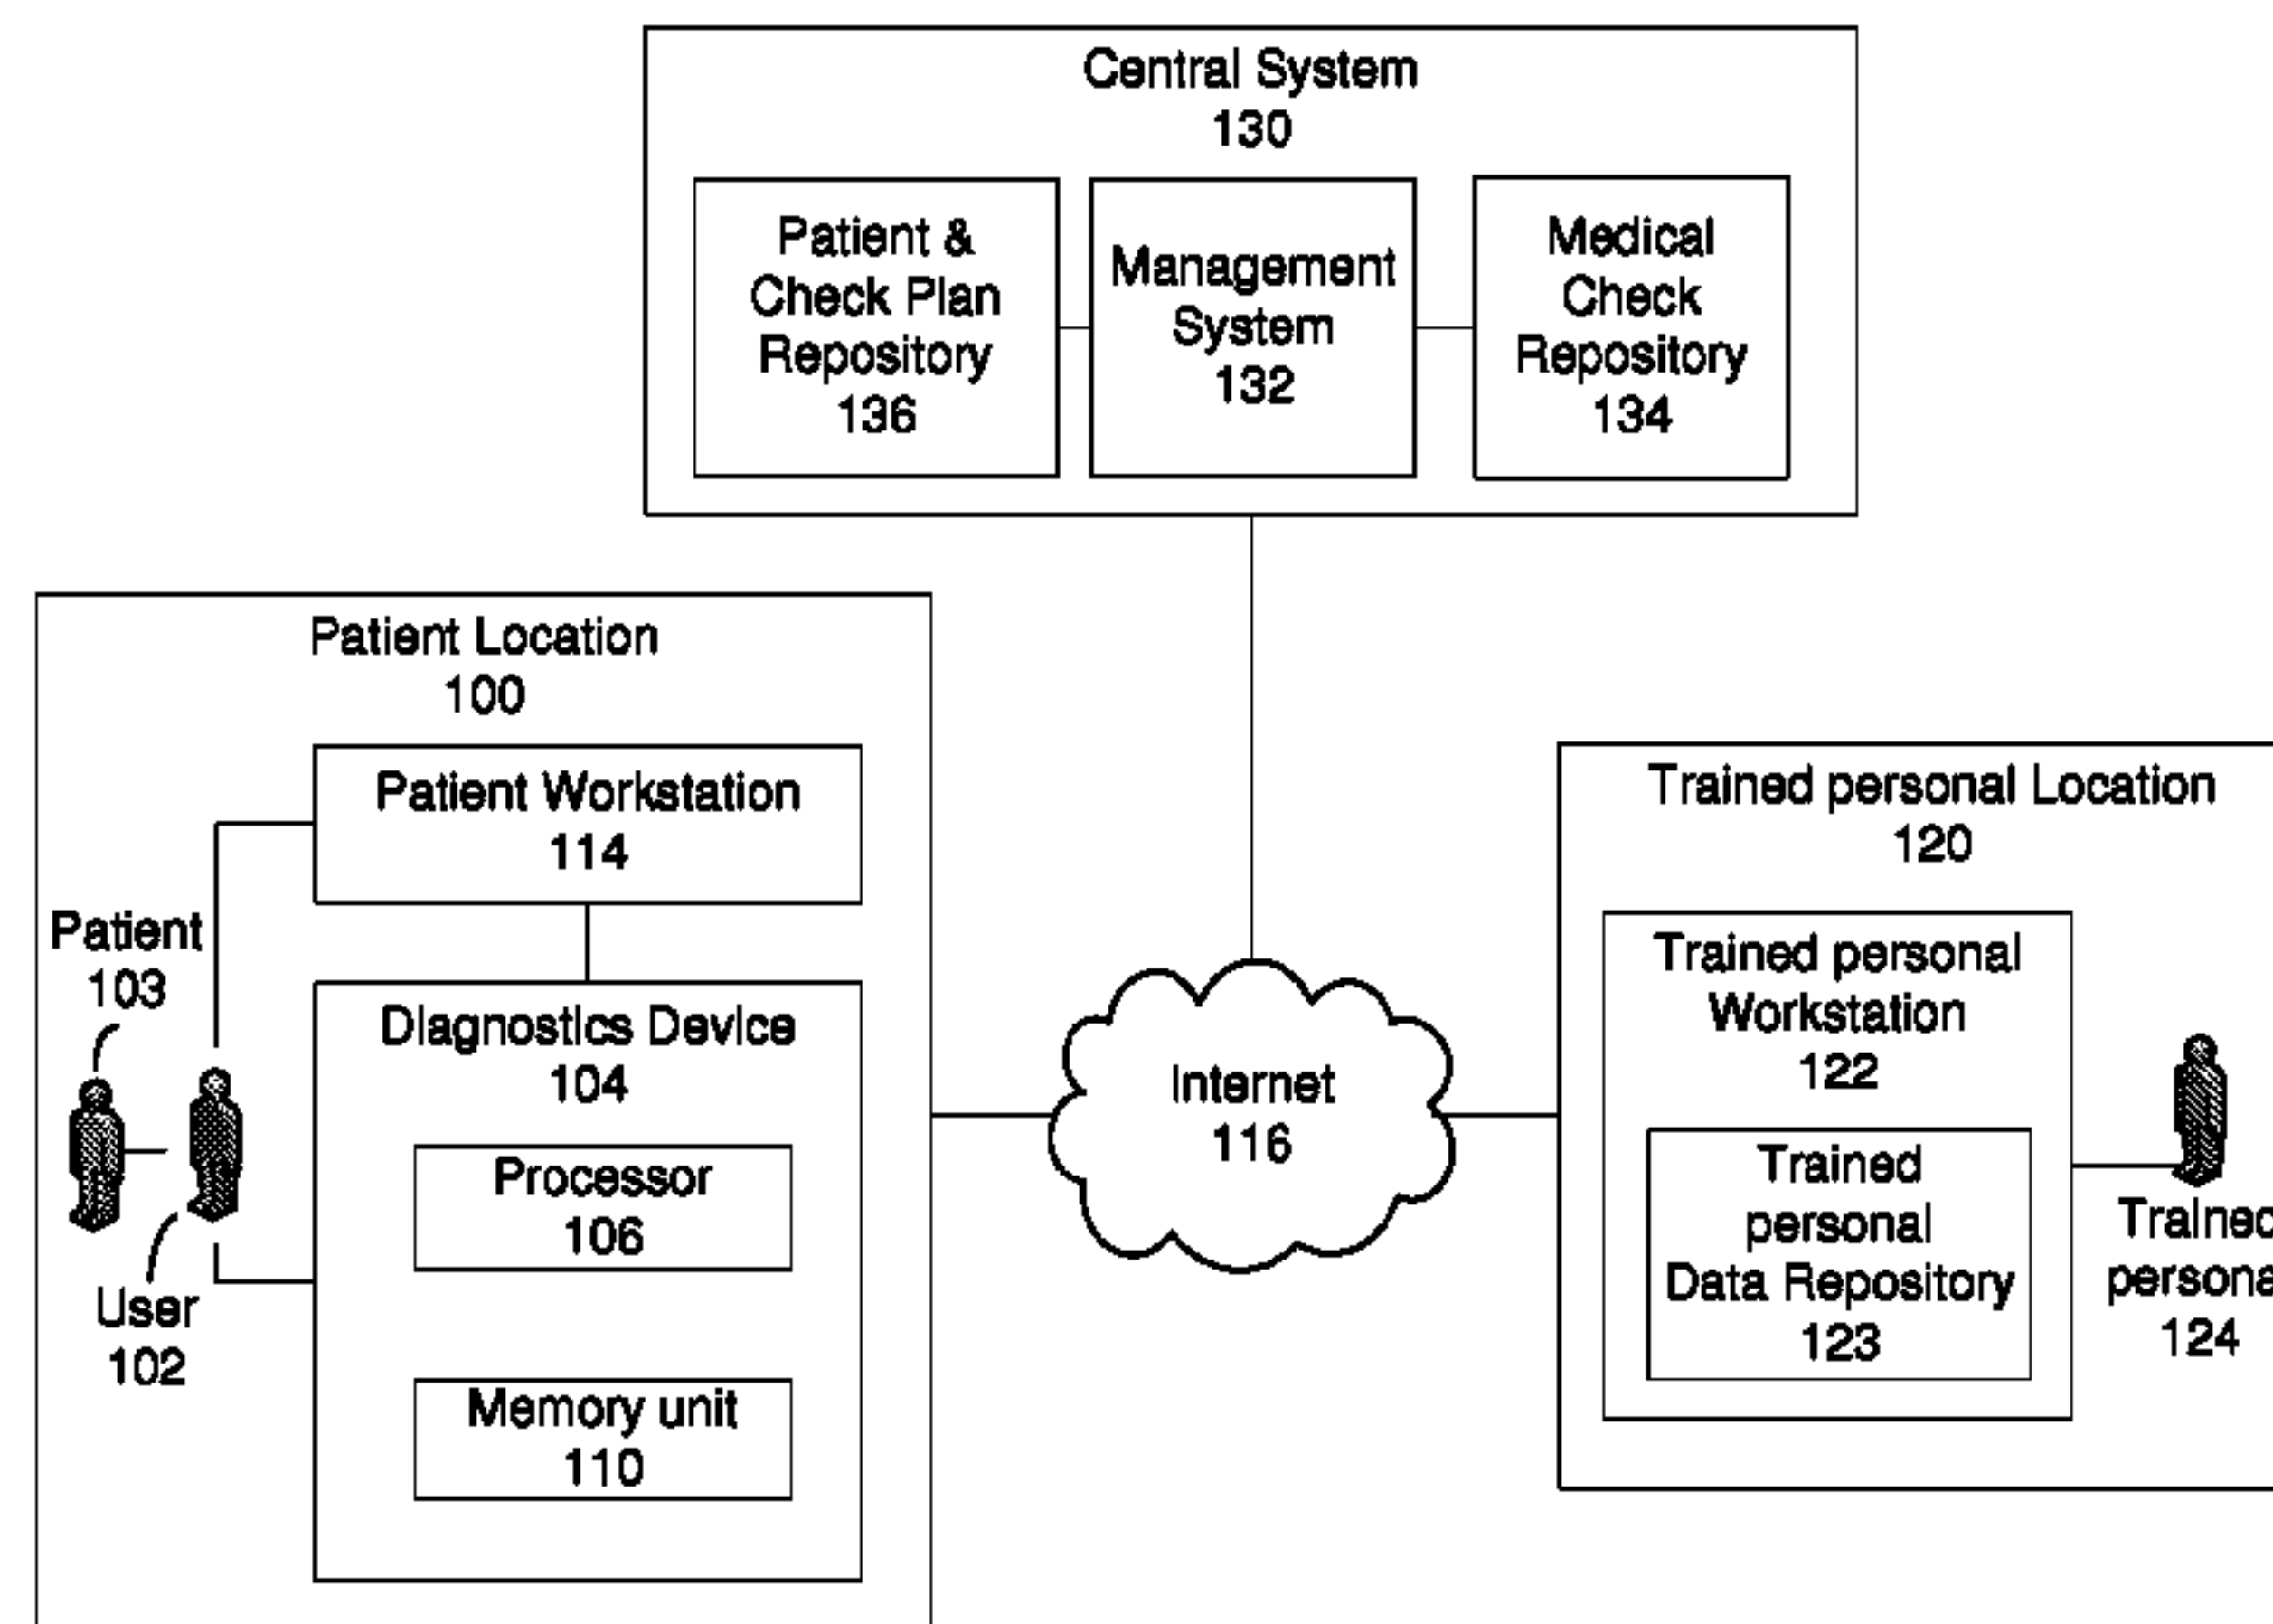 Central System
130
Patient &
Check Plan
Repository
136
Management
System
132
Medical
Check
Repository
134
Patient Location
100
Patient Workstation
114
Patient
103
Diagnostics Device
104
Processor
106
Memory unit
110
User
102
Internet
116
Trained personal Location
120
Trained personal
Workstation
122
Trained
personal
Data Repository
123
Trained
personal
124